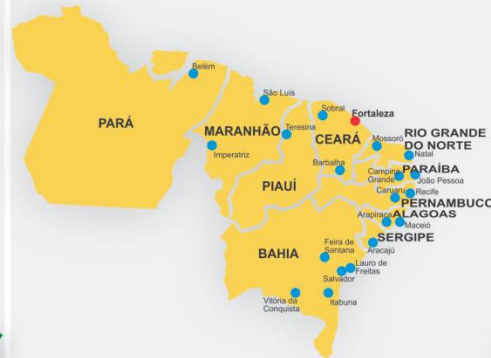 Belém
São Luis
Sobral
Fortaleza
PARÁ
MARANHÃO
Teresina
CEARÁ
Mossoró
RIO GRANDE
DO NORTE
Natal
Imperatriz
Barbalha
Campina
Grande
PARAÍBA
João Pessoa
PIAUÍ
Caruaru
Recife
PERNAMBUCO
Arapiraca
ALAGOAS
Maceió
SERGIPE
Aracajú
BAHIA
Feira de
Santana
Lauro de
Freitas
Salvador
Vitória da
Conquista
Itabuna